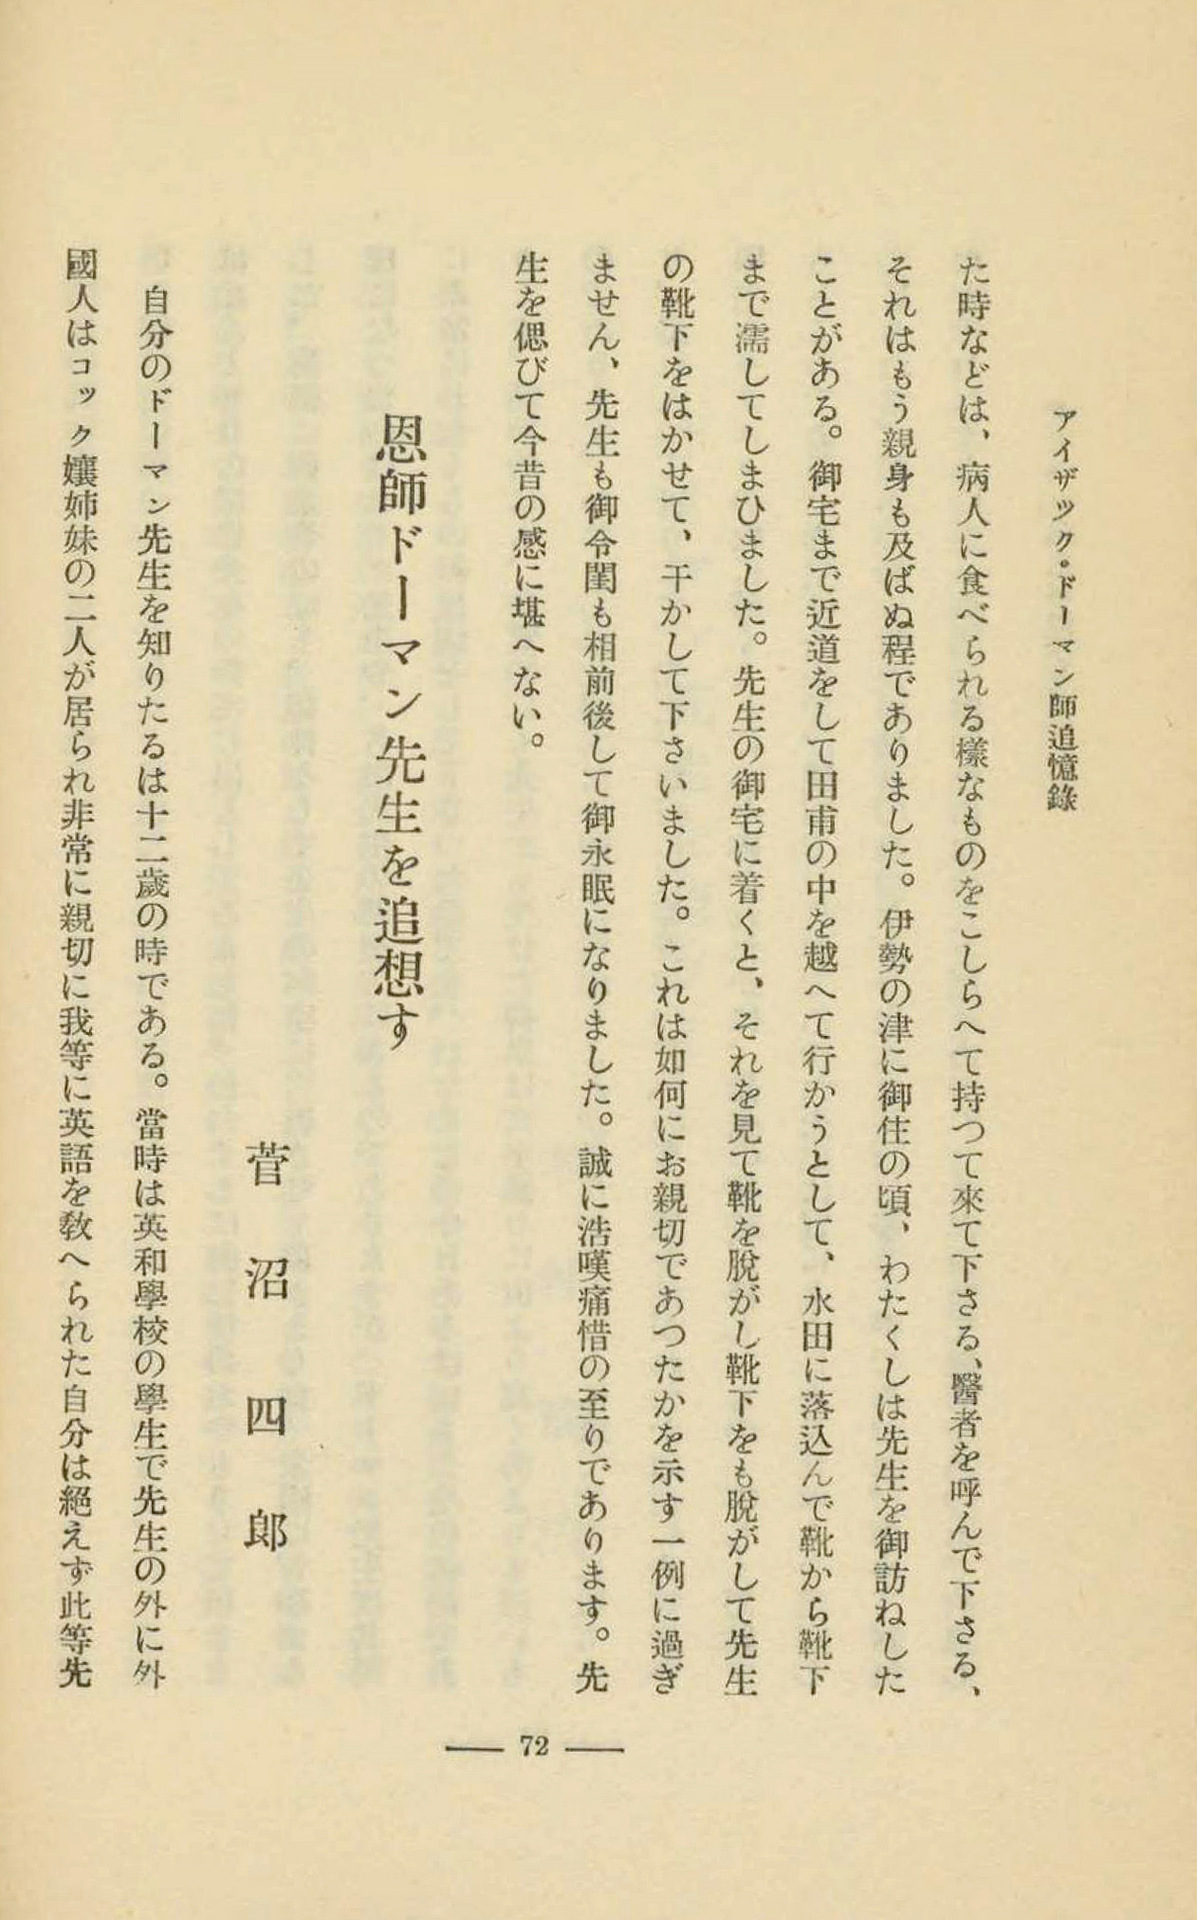 アイザック・ドーマン師追憶錄
た時などは、病人に食べられる樣なものをこしらへて持つて來て下さる、醫者を呼んで下さる、
それはもう親身も及ばぬ程でありました。伊勢の津に御住の頃、わたくしは先生を御訪ねした
ことがある。御宅まで近道をして田甫の中を越へて行かうとして、水田に落込んで靴から靴下
まで濡してしまひました。先生の御宅に着くと、それを見て靴を脫がし靴下をも脫がして先生
の靴下をはかせて、干かして下さいました。これは如何にお親切であつたかを示す一例に過ぎ
ません、先生も御令閨も相前後して御永眠になりました。誠に浩嘆痛惜の至りであります。先
生を偲びて今昔の感に堪へない。
恩師ドーマン先生を追想す
菅沼四郎
自分のドーマン先生を知りたるは十二歲の時である。當時は英和學校の學生で先生の外に外
國人はコック孃姉妹の二人が居られ非常に親切に我等に英語を敎へられた自分は絕えず此等先
72